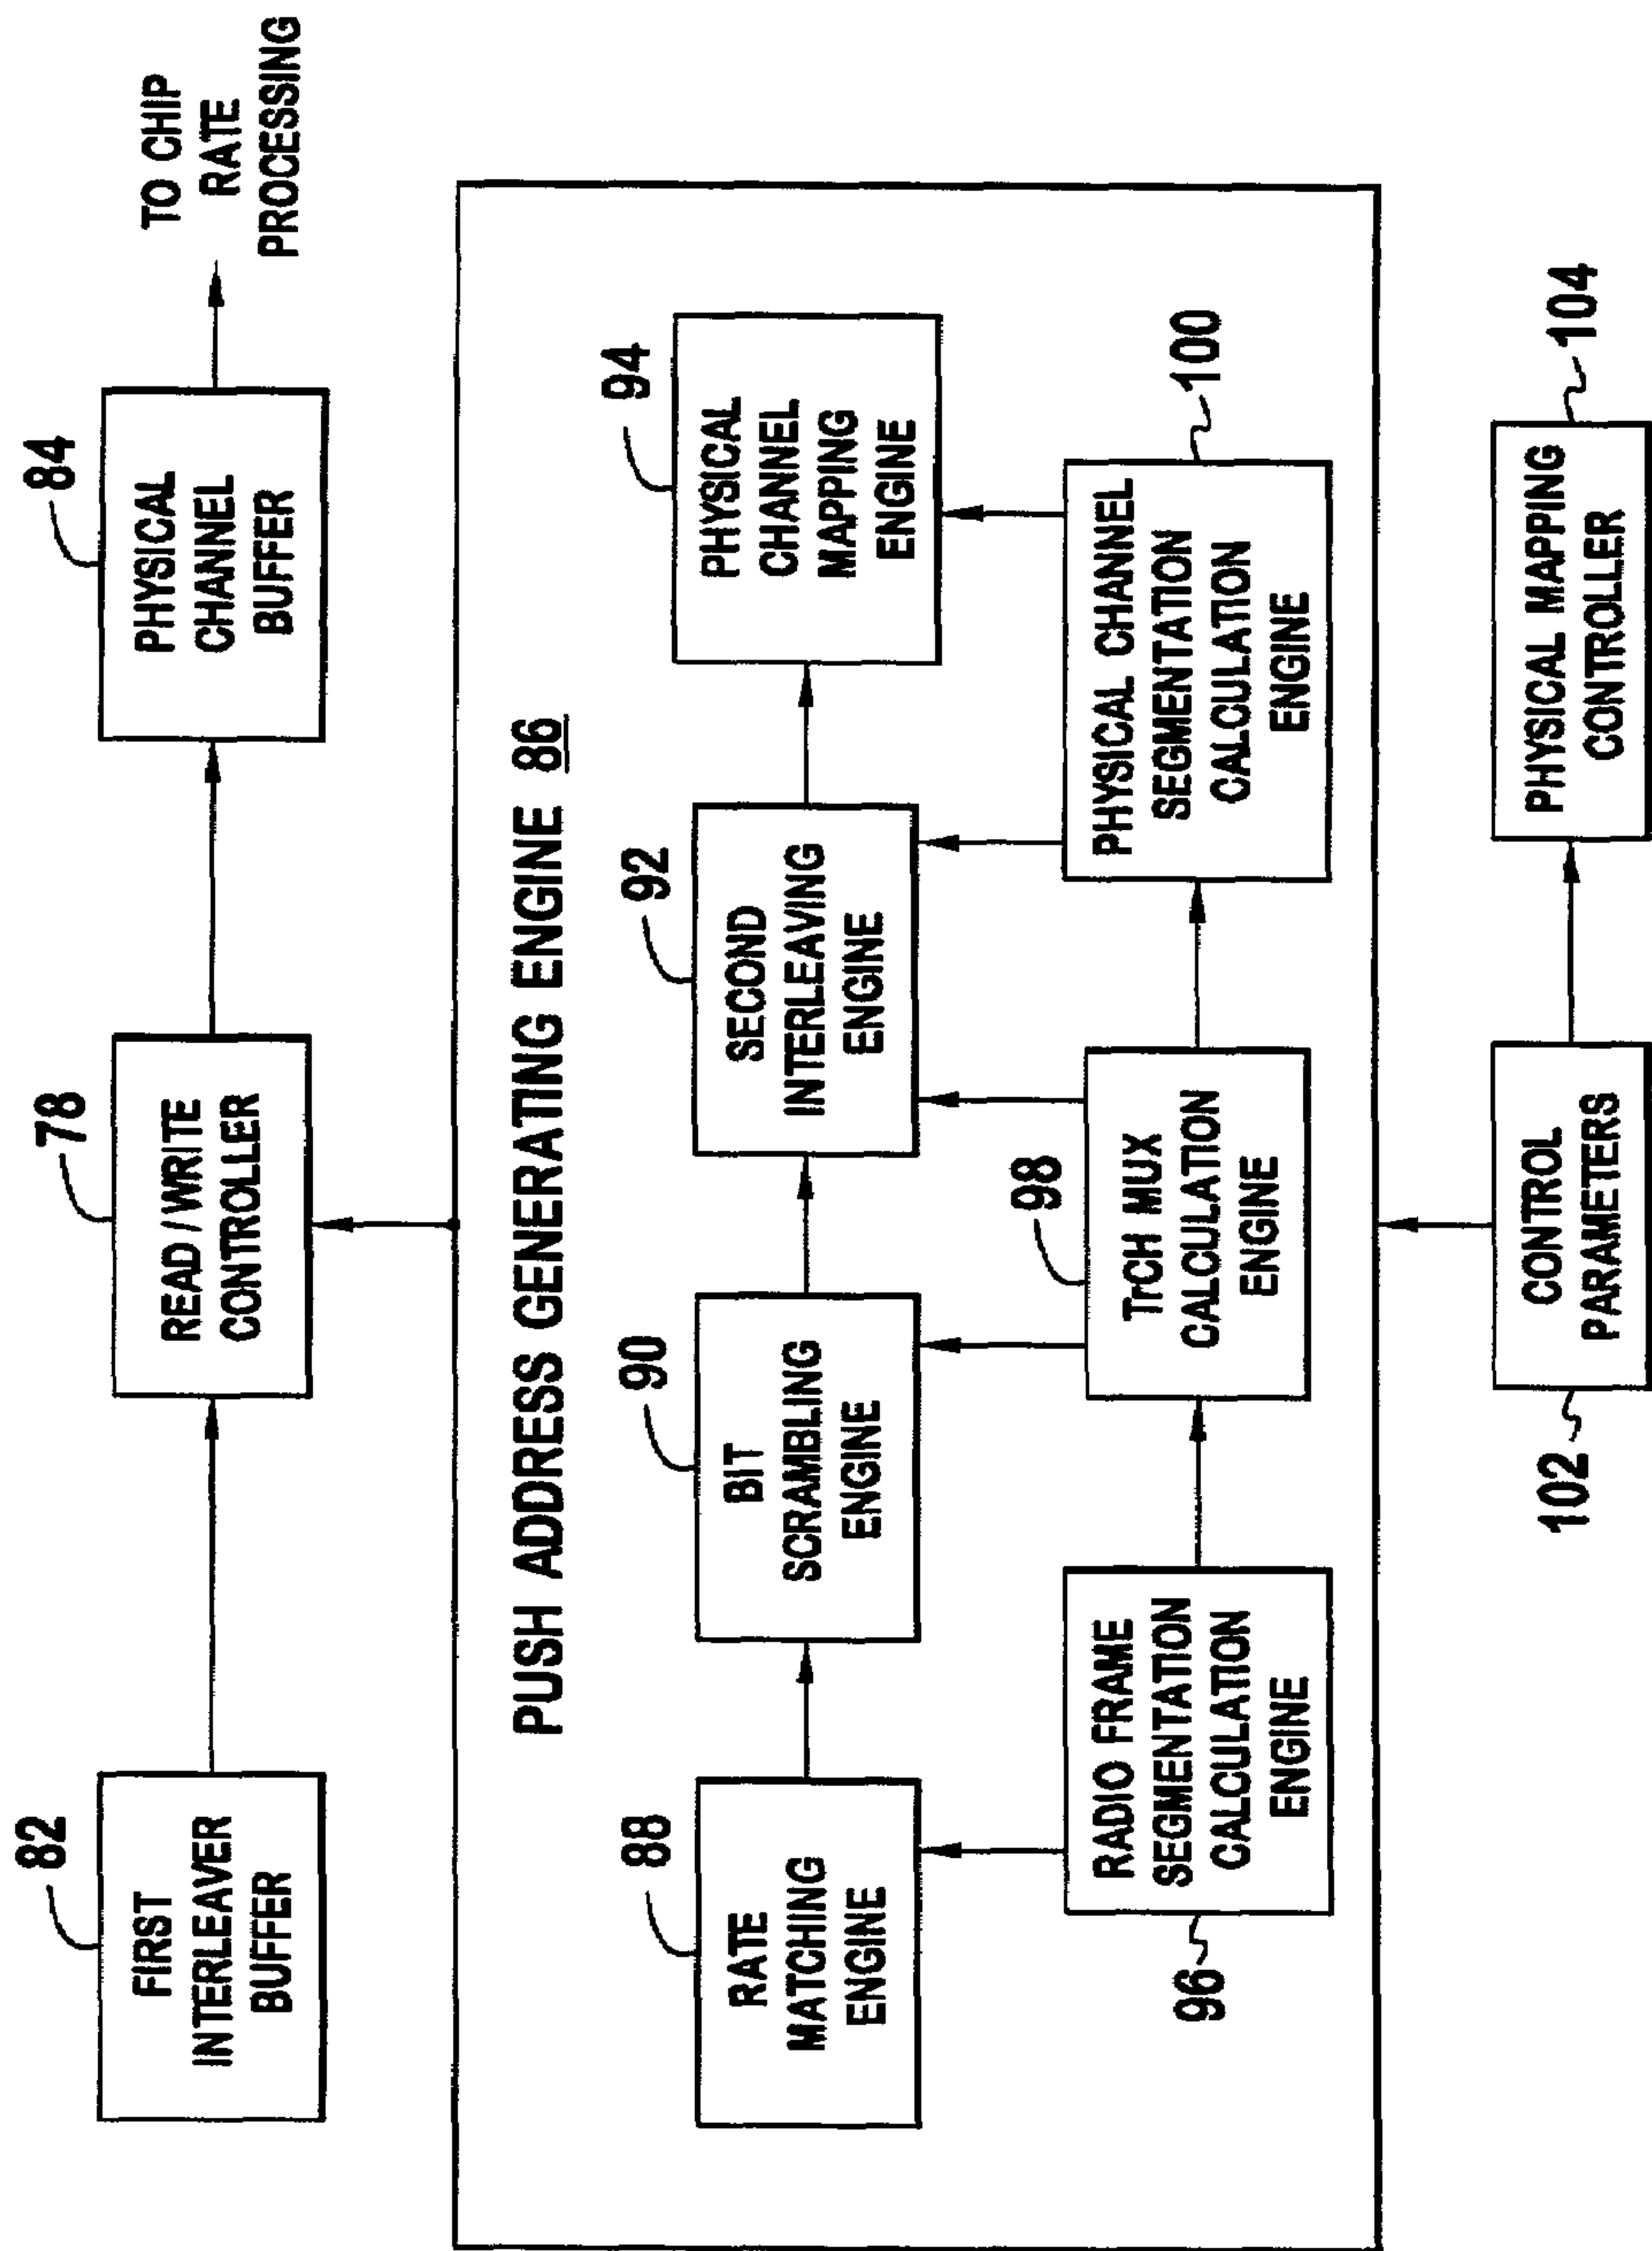 82
FIRST
INTERLEAVER
BUFFER
78
READ / WRITE
CONTROLLER
84
PHYSICAL
CHANNEL
BUFFER
TO CHIP
RATE
PROCESSING
PUSH ADDRESS GENERATING ENGINE 86
88
RATE
MATCHING
ENGINE
90
BIT
SCRAMBLING
ENGINE
92
SECOND
INTERLEAVING
ENGINE
94
PHYSICAL
CHANNEL
MAPPING
ENGINE
RADIO FRAME
SEGMENTATION
CALCULATION
ENGINE
96
98
TrCH MUX
CALCULATION
ENGINE
PHYSICAL CHANNEL
SEGMENTATION
CALCULATION
ENGINE
100
102
CONTROL
PARAMETERS
PHYSICAL MAPPING
CONTROLLER
104